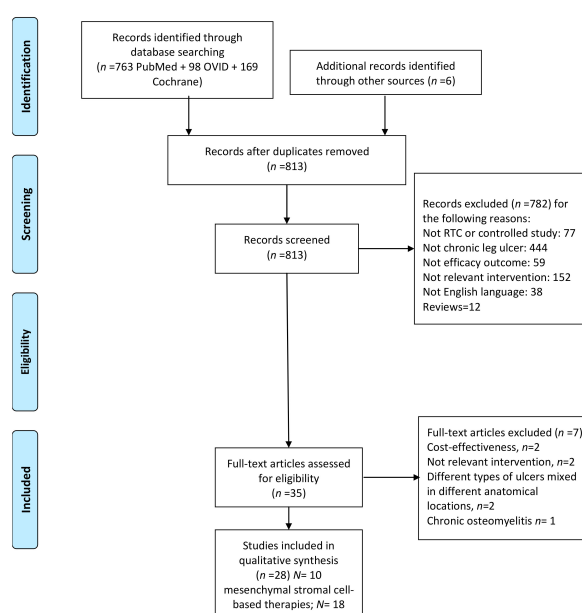 Identification
Records identified through
database searching
(n =763 PubMed + 98 OVID + 169
Cochrane)
Additional records identified
through other sources (n =6)
Records after duplicates removed
(n =813)
Screening
Records screened
(n =813)
Records excluded (n =782) for
the following reasons:
Not RTC or controlled study: 77
Not chronic leg ulcer: 444
Not efficacy outcome: 59
Not relevant intervention: 152
Not English language: 38
Reviews=12
Eligibility
Full-text articles assessed
for eligibility
(n =35)
Full-text articles excluded (n =7)
Cost-effectiveness, n=2
Not relevant intervention, n=2
Different types of ulcers mixed
in different anatomical
locations,
n=2
Chronic osteomyelitis n= 1
Included
Studies included in
qualitative synthesis
(n =28) N= 10
mesenchymal stromal cell-
based therapies; N= 18